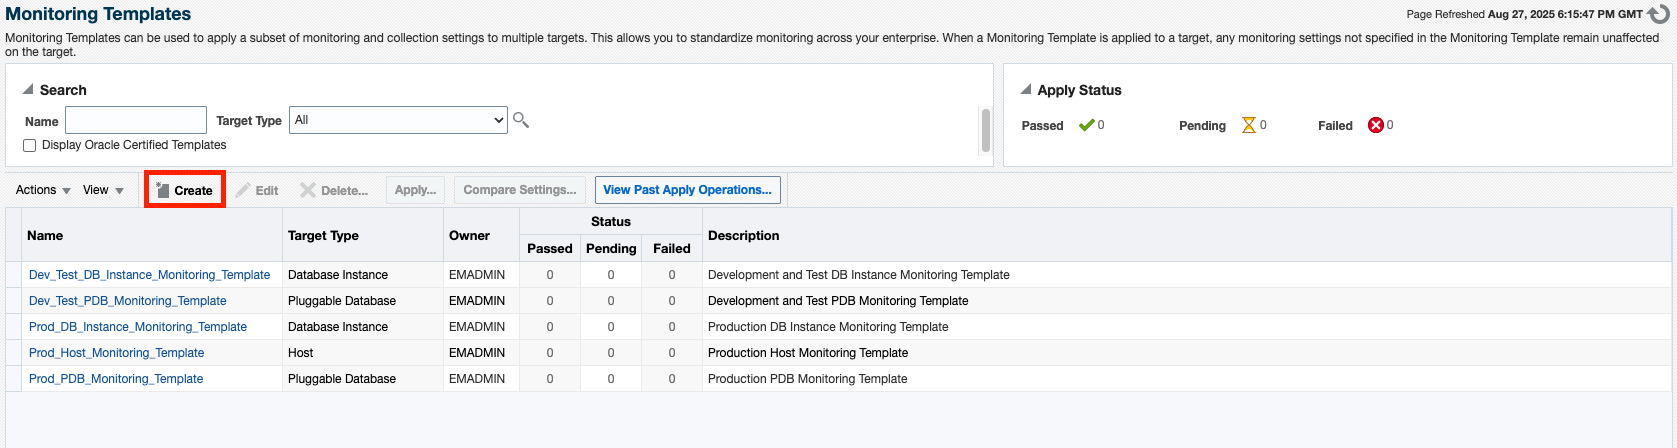 Monitoring Templates
Page Refreshed Aug 27, 2025 6:15:47 PM GMT
Monitoring Templates can be used to apply a subset of monitoring and collection settings to multiple targets. This allows you to standardize monitoring across your enterprise. When a Monitoring Template is applied to a target, any monitoring settings not specified in the Monitoring Template remain unaffected
on the target.
Search
Name
Target Type All
Display Oracle Certified Templates
Apply Status
Passed 0 Pending 0 Failed 0
Actions View Create Edit Delete... Apply... Compare Settings... View Past Apply Operations...
Name Target Type Owner Status Description
Passed Pending Failed
Dev_Test_DB_Instance_Monitoring_Template Database Instance EMADMIN 0 0 0 Development and Test DB Instance Monitoring Template
Dev_Test_PDB_Monitoring_Template Pluggable Database EMADMIN 0 0 0 Development and Test PDB Monitoring Template
Prod_DB_Instance_Monitoring_Template Database Instance EMADMIN 0 0 0 Production DB Instance Monitoring Template
Prod_Host_Monitoring_Template Host EMADMIN 0 0 0 Production Host Monitoring Template
Prod_PDB_Monitoring_Template Pluggable Database EMADMIN 0 0 0 Production PDB Monitoring Template